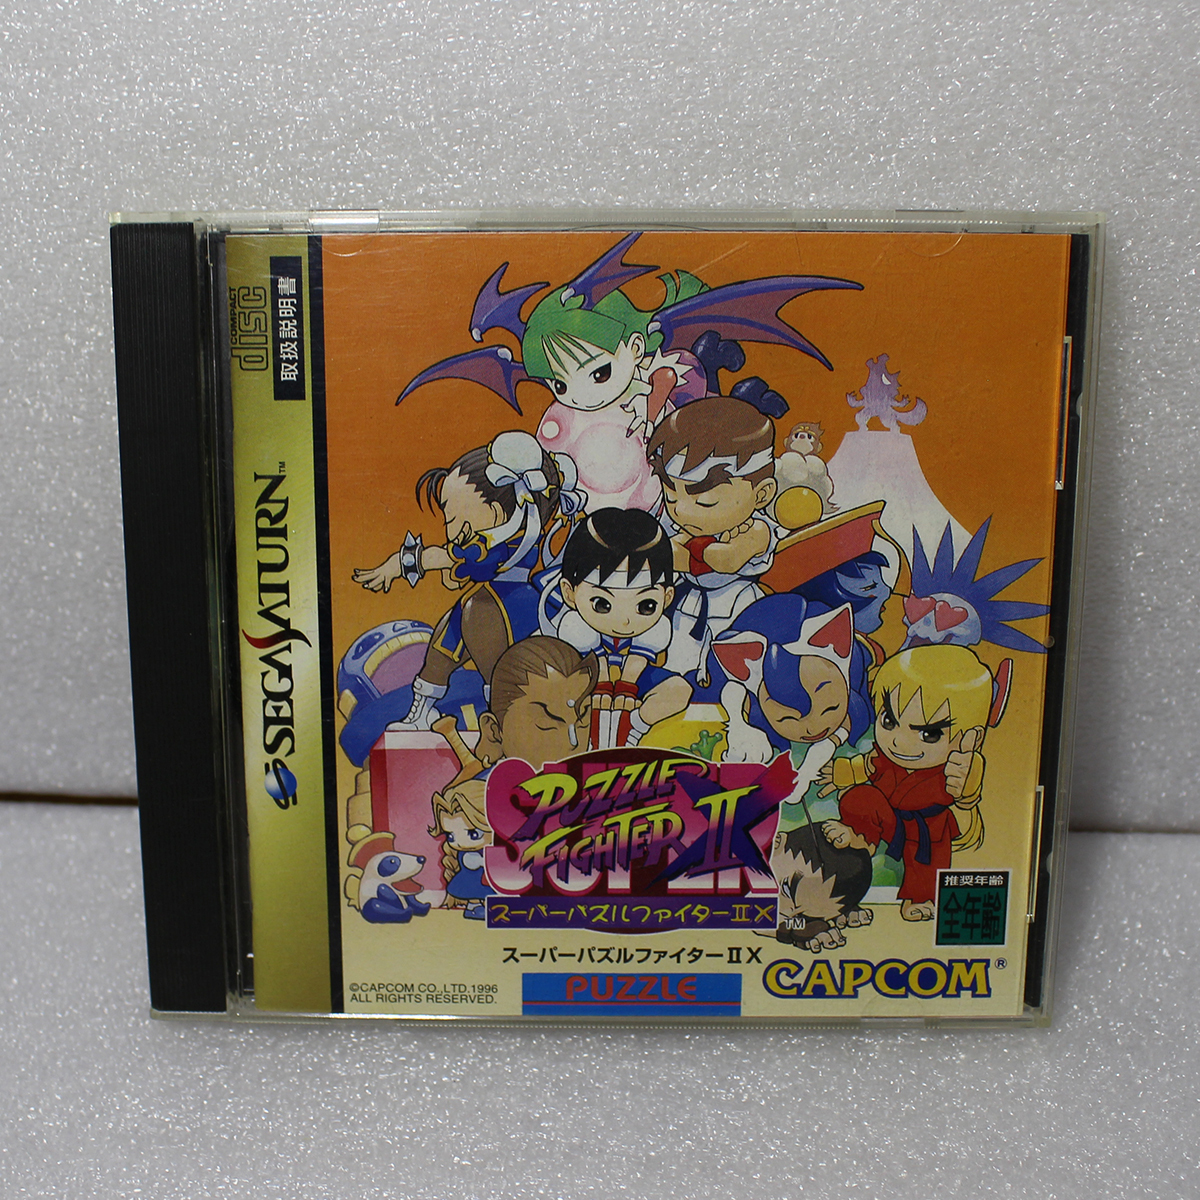 COMPACT
disc
取扱説明書
SEGA SATURN™
SUPER
PUZZLE
FIGHTER II X
スーパーパズルファイターⅡX
TM
スーパーパズルファイターⅡX
推奨年齢
全年齢
©CAPCOM CO.,LTD.1996
ALL RIGHTS RESERVED.
PUZZLE
CAPCOM®